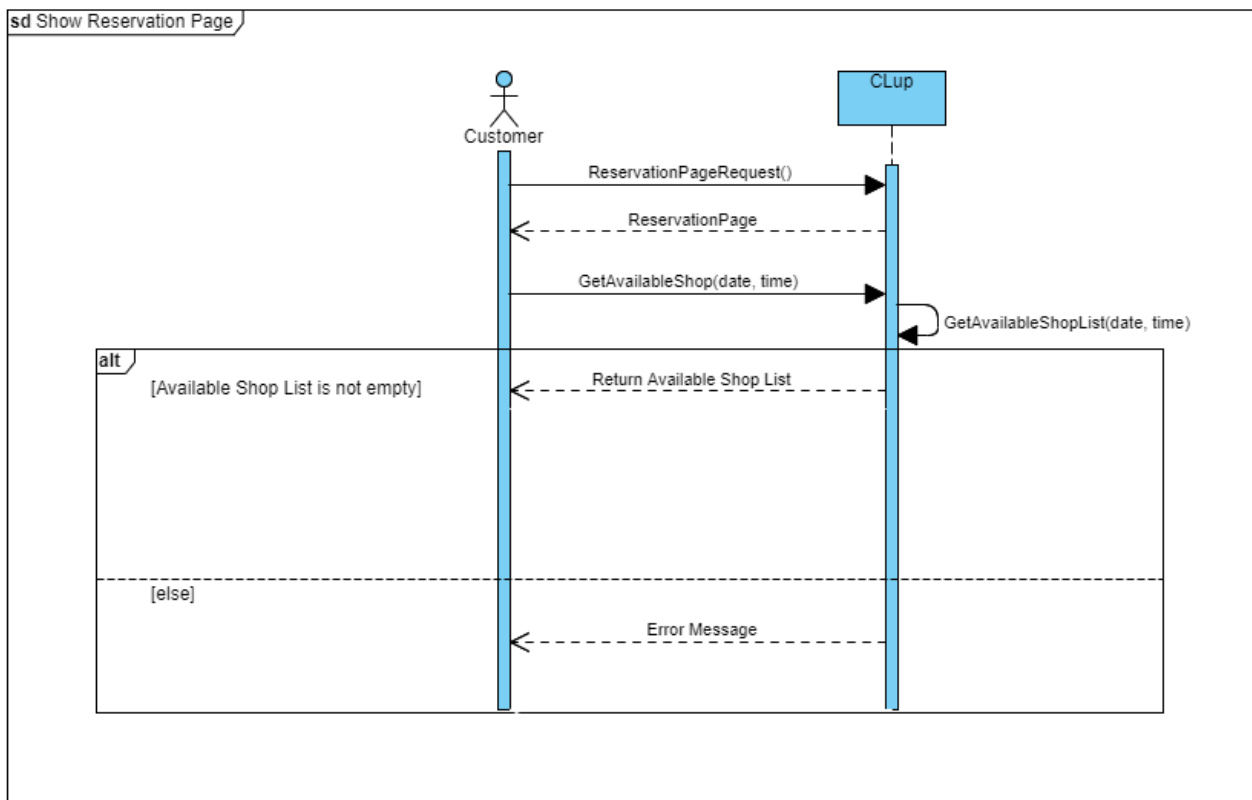 sd Show Reservation Page
CLup
Customer
ReservationPageRequest()
ReservationPage
GetAvailableShop(date, time)
GetAvailableShopList(date, time)
alt
[Available Shop List is not empty]
Return Available Shop List
[else]
Error Message